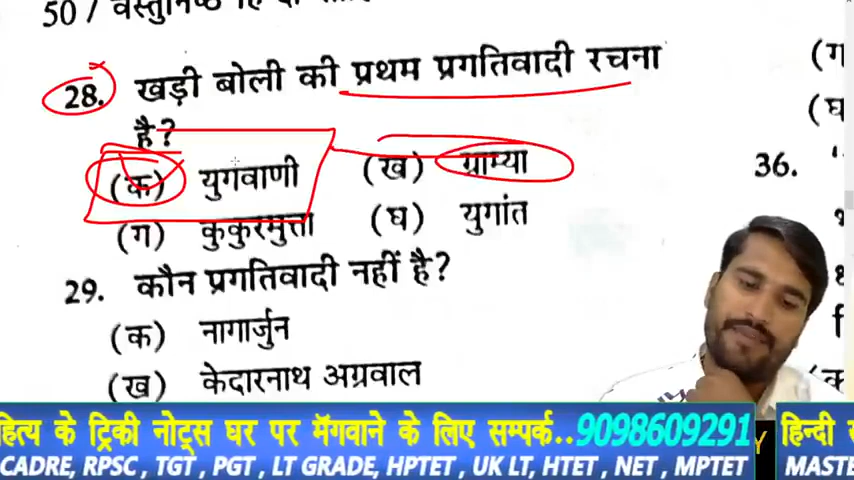 50 / वस्तुनिष्ठ हि
28. खड़ी बोली की प्रथम प्रगतिवादी रचना
है?
(क) युगवाणी (ख) ग्राम्या
(ग) कुकुरमुत्ता (घ) युगांत
29. कौन प्रगतिवादी नहीं है?
(क) नागार्जुन
(ख) केदारनाथ अग्रवाल
(ग
(घ
36.
हित्य के ट्रिकी नोट्स घर पर मॅगवाने के लिए सम्पर्क..9098609291
हिन्दी
CADRE, RPSC , TGT , PGT , LT GRADE, HPTET , UK LT, HTET , NET , MPTET
MASTE